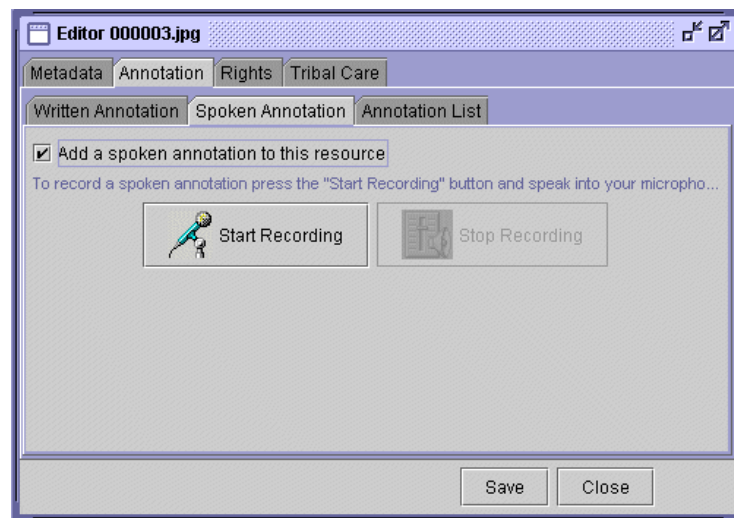 Editor 000003.jpg
Metadata Annotation Rights Tribal Care
Written Annotation Spoken Annotation Annotation List
Add a spoken annotation to this resource
To record a spoken annotation press the "Start Recording" button and speak into your micropho...
Start Recording Stop Recording
Save Close